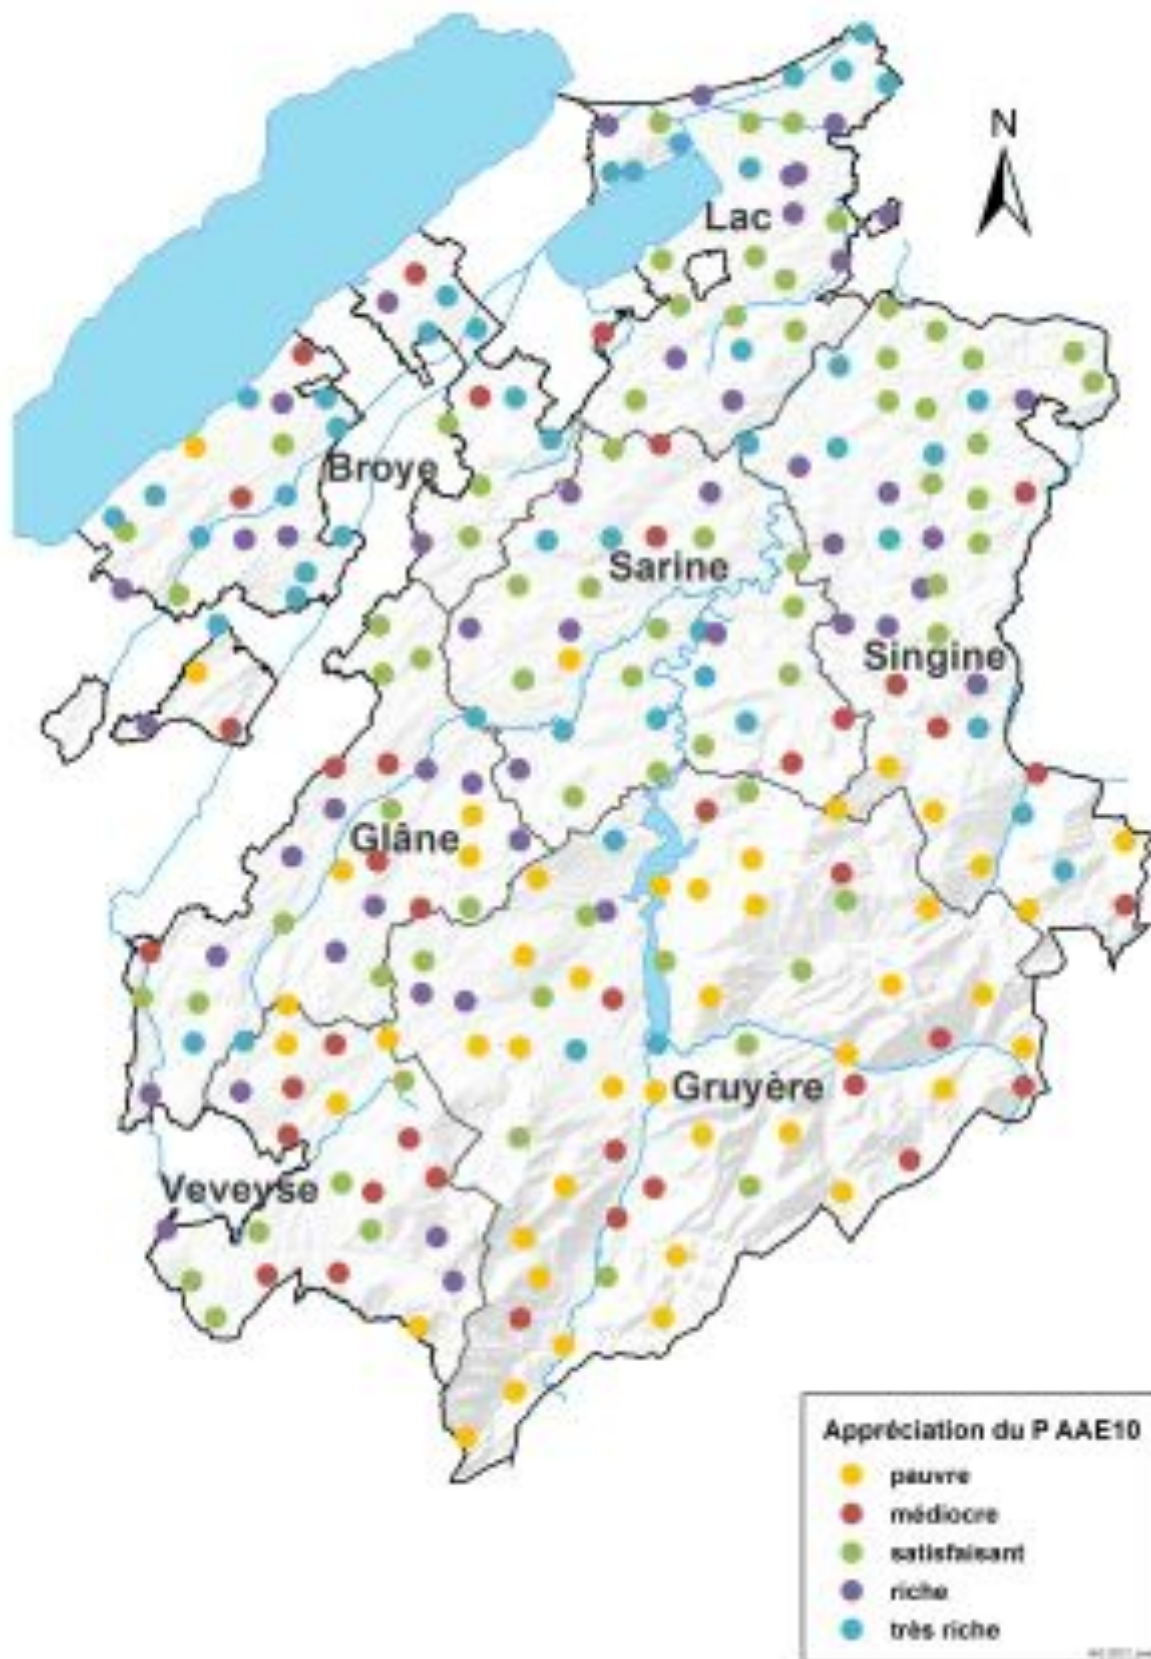 N
Lac
Broye
Sarine
Singine
Glâne
Gruyère
Veveyse
Appréciation du P AAE10
pauvre
médiocre
satisfaisant
riche
très riche